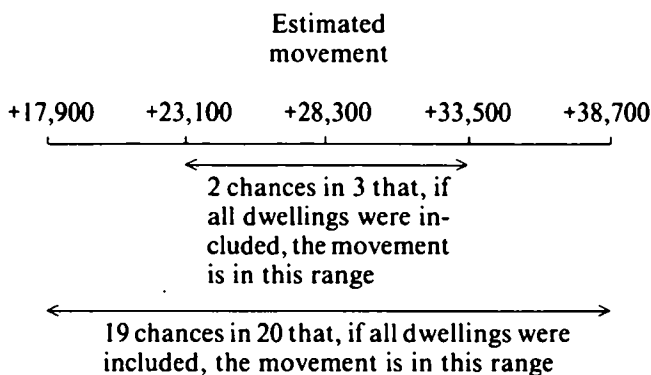 Estimated
movement
+17,900 +23,100 +28,300 +33,500 +38,700
2 chances in 3 that, if
all dwellings were in-
cluded, the movement
is in this range
19 chances in 20 that, if all dwellings were
included, the movement is in this range